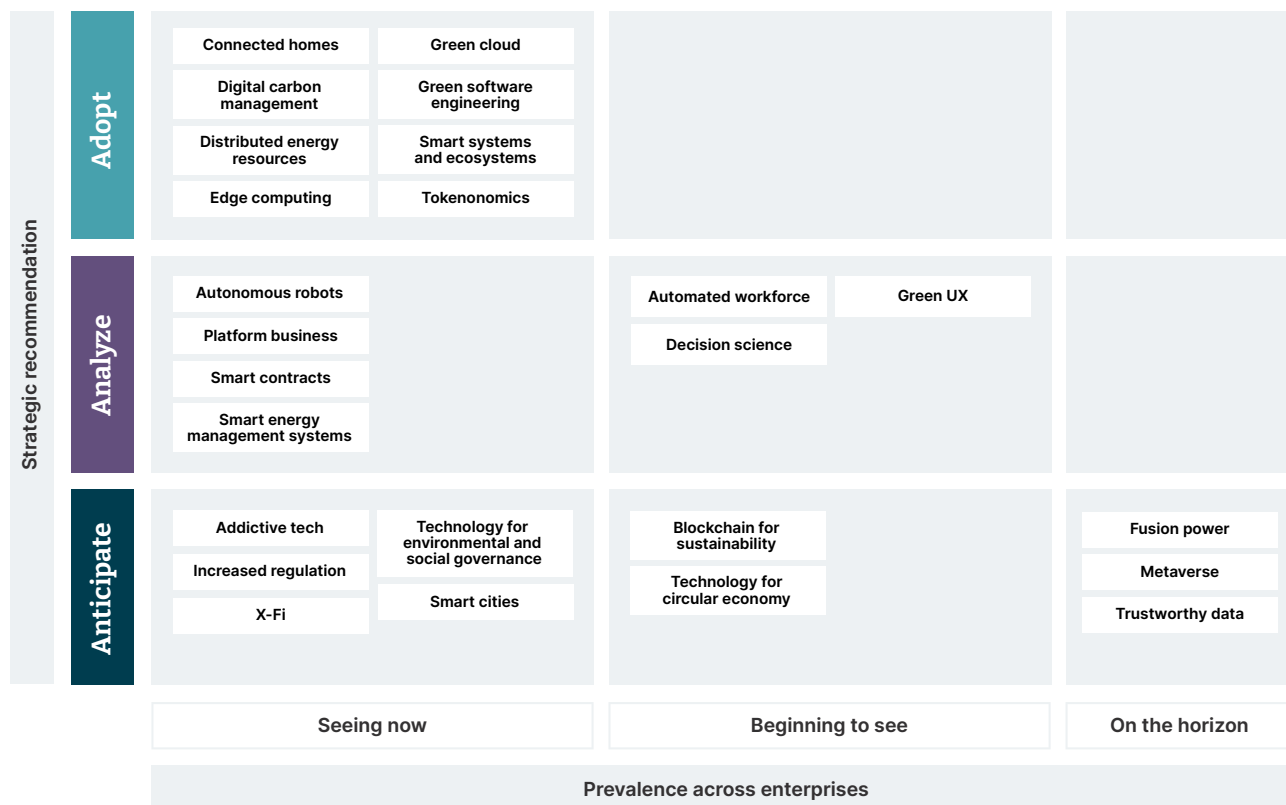 Strategic recommendation
Adopt
Connected homes
Green cloud
Digital carbon
management
Green software
engineering
Distributed energy
resources
Smart systems
and ecosystems
Edge computing
Tokenonomics
Analyze
Autonomous robots
Platform business
Smart contracts
Smart energy
management systems
Automated workforce
Green UX
Decision science
Anticipate
Addictive tech
Increased regulation
X-Fi
Technology for
environmental and
social governance
Smart cities
Blockchain for
sustainability
Technology for
circular economy
Fusion power
Metaverse
Trustworthy data
Seeing now
Beginning to see
On the horizon
Prevalence across enterprises